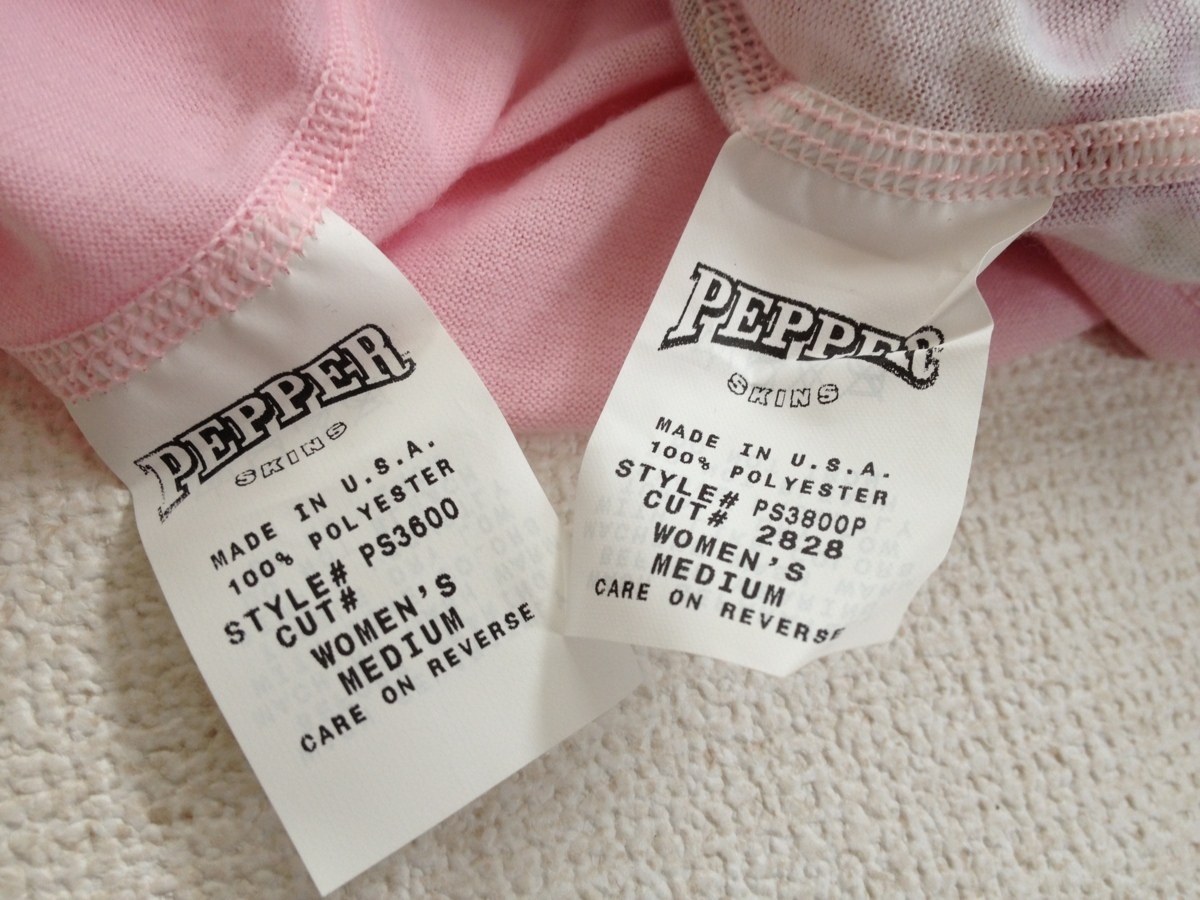 PEPPER
SKINS
MADE IN U.S.A.
100% POLYESTER
STYLE# PS3600
CUT#
WOMEN'S
MEDIUM
CARE ON REVERSE
PEPPER
SKINS
MADE IN U.S.A.
100% POLYESTER
STYLE# PS3800P
CUT# 2828
WOMEN'S
MEDIUM
CARE ON REVERSE